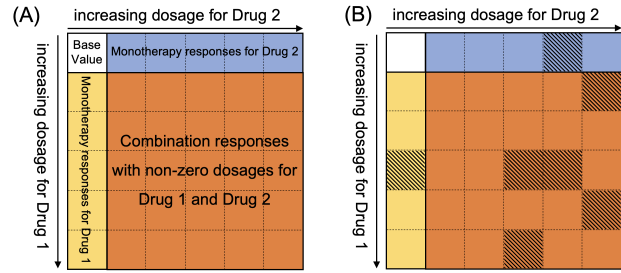 (A)
increasing dosage for Drug 2
increasing dosage for Drug 1
Base
Value
Monotherapy responses for Drug 2
Monotherapy responses for Drug 1
Combination responses
with non-zero dosages for
Drug 1 and Drug 2
(B)
increasing dosage for Drug 2
increasing dosage for Drug 1